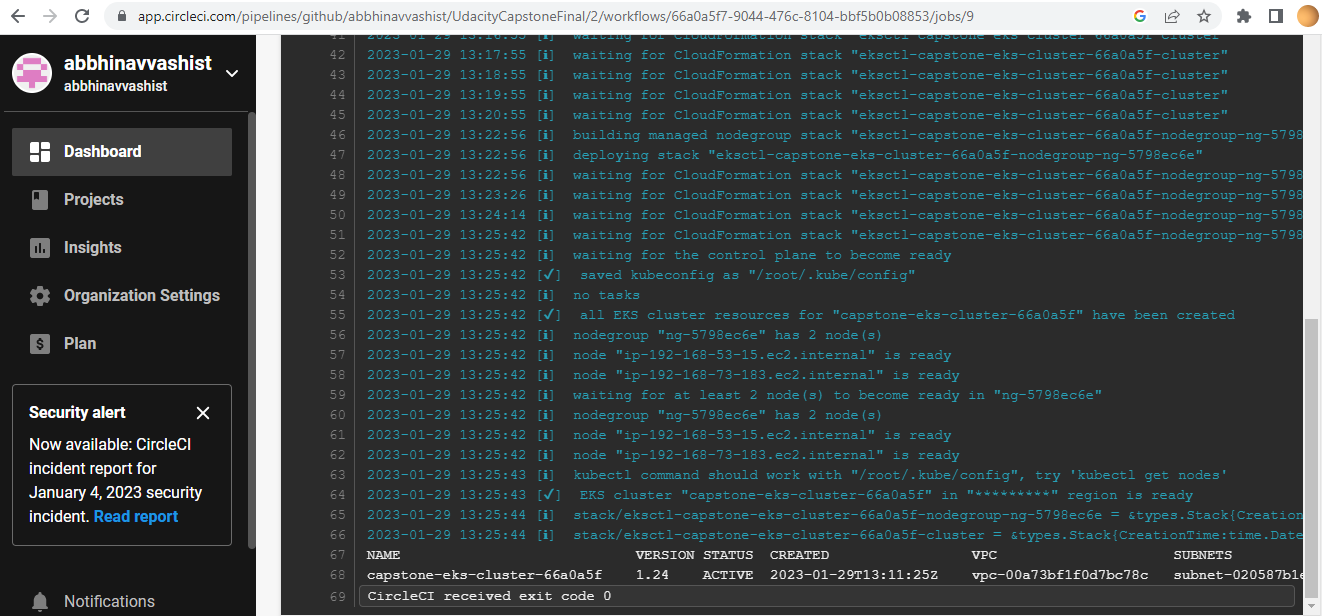 app.circleci.com/pipelines/github/abbhinavvashist/UdacityCapstoneFinal/2/workflows/66a0a5f7-9044-476c-8104-bbf5b0b08853/jobs/9
abbhinavvashist
abbhinavvashist
Dashboard
Projects
Insights
Organization Settings
Plan
Security alert
Now available: CircleCI
incident report for
January 4, 2023 security
incident. Read report
Notifications
41 2023-01-29 13:16:55 [ℹ] waiting for CloudFormation stack "eksctl-capstone-eks-cluster-66a0a5f-cluster"
42 2023-01-29 13:17:55 [ℹ] waiting for CloudFormation stack "eksctl-capstone-eks-cluster-66a0a5f-cluster"
43 2023-01-29 13:18:55 [ℹ] waiting for CloudFormation stack "eksctl-capstone-eks-cluster-66a0a5f-cluster"
44 2023-01-29 13:19:55 [ℹ] waiting for CloudFormation stack "eksctl-capstone-eks-cluster-66a0a5f-cluster"
45 2023-01-29 13:20:55 [ℹ] waiting for CloudFormation stack "eksctl-capstone-eks-cluster-66a0a5f-cluster"
46 2023-01-29 13:22:56 [ℹ] building managed nodegroup stack "eksctl-capstone-eks-cluster-66a0a5f-nodegroup-ng-5798
47 2023-01-29 13:22:56 [ℹ] deploying stack "eksctl-capstone-eks-cluster-66a0a5f-nodegroup-ng-5798ec6e"
48 2023-01-29 13:22:56 [ℹ] waiting for CloudFormation stack "eksctl-capstone-eks-cluster-66a0a5f-nodegroup-ng-5798
49 2023-01-29 13:23:26 [ℹ] waiting for CloudFormation stack "eksctl-capstone-eks-cluster-66a0a5f-nodegroup-ng-5798
50 2023-01-29 13:24:14 [ℹ] waiting for CloudFormation stack "eksctl-capstone-eks-cluster-66a0a5f-nodegroup-ng-5798
51 2023-01-29 13:25:42 [ℹ] waiting for CloudFormation stack "eksctl-capstone-eks-cluster-66a0a5f-nodegroup-ng-5798
52 2023-01-29 13:25:42 [ℹ] waiting for the control plane to become ready
53 2023-01-29 13:25:42 [✓] saved kubeconfig as "/root/.kube/config"
54 2023-01-29 13:25:42 [ℹ] no tasks
55 2023-01-29 13:25:42 [✓] all EKS cluster resources for "capstone-eks-cluster-66a0a5f" have been created
56 2023-01-29 13:25:42 [ℹ] nodegroup "ng-5798ec6e" has 2 node(s)
57 2023-01-29 13:25:42 [ℹ] node "ip-192-168-53-15.ec2.internal" is ready
58 2023-01-29 13:25:42 [ℹ] node "ip-192-168-73-183.ec2.internal" is ready
59 2023-01-29 13:25:42 [ℹ] waiting for at least 2 node(s) to become ready in "ng-5798ec6e"
60 2023-01-29 13:25:42 [ℹ] nodegroup "ng-5798ec6e" has 2 node(s)
61 2023-01-29 13:25:42 [ℹ] node "ip-192-168-53-15.ec2.internal" is ready
62 2023-01-29 13:25:42 [ℹ] node "ip-192-168-73-183.ec2.internal" is ready
63 2023-01-29 13:25:43 [ℹ] kubectl command should work with "/root/.kube/config", try 'kubectl get nodes'
64 2023-01-29 13:25:43 [✓] EKS cluster "capstone-eks-cluster-66a0a5f" in "*********" region is ready
65 2023-01-29 13:25:44 [ℹ] stack/eksctl-capstone-eks-cluster-66a0a5f-nodegroup-ng-5798ec6e = &types.Stack{Creation
66 2023-01-29 13:25:44 [ℹ] stack/eksctl-capstone-eks-cluster-66a0a5f-cluster = &types.Stack{CreationTime:time.Date
67 NAME VERSION STATUS CREATED VPC SUBNETS
68 capstone-eks-cluster-66a0a5f 1.24 ACTIVE 2023-01-29T13:11:25Z vpc-00a73bf1f0d7bc78c subnet-020587b1e
69 CircleCI received exit code 0